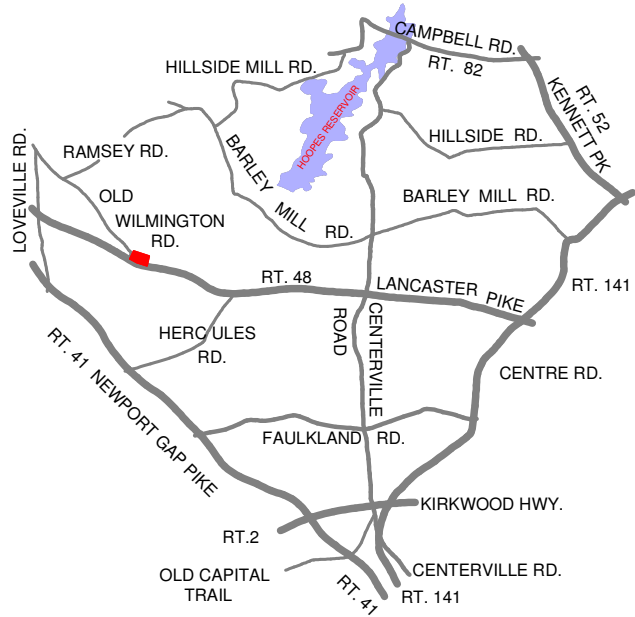 CAMPBELL RD.
RT. 82
HILLSIDE MILL RD.
RT. 52
KENNETT PK
HOOPES RESERVOIR
HILLSIDE RD.
RAMSEY RD.
BARLEY
MILL
RD.
BARLEY MILL RD.
LOVEVILLE RD.
OLD
WILMINGTON
RD.
RT. 48
LANCASTER PIKE
RT. 141
HERCULES
RD.
CENTERVILLE
ROAD
CENTRE RD.
RT. 41 NEWPORT GAP PIKE
FAULKLAND RD.
KIRKWOOD HWY.
RT.2
OLD CAPITAL
TRAIL
CENTERVILLE RD.
RT. 41
RT. 141